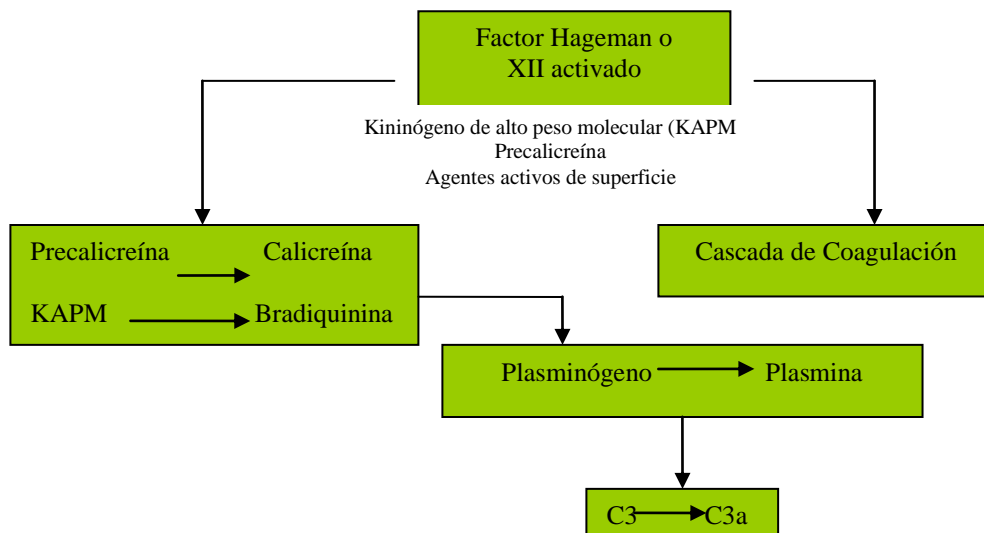 Factor Hageman o
XII activado
Kininógeno de alto peso molecular (KAPM
Precalicreína
Agentes activos de superficie
Precalicreína Calicreína
KAPM Bradiquinina
Cascada de Coagulación
Plasminógeno Plasmina
C3 C3a